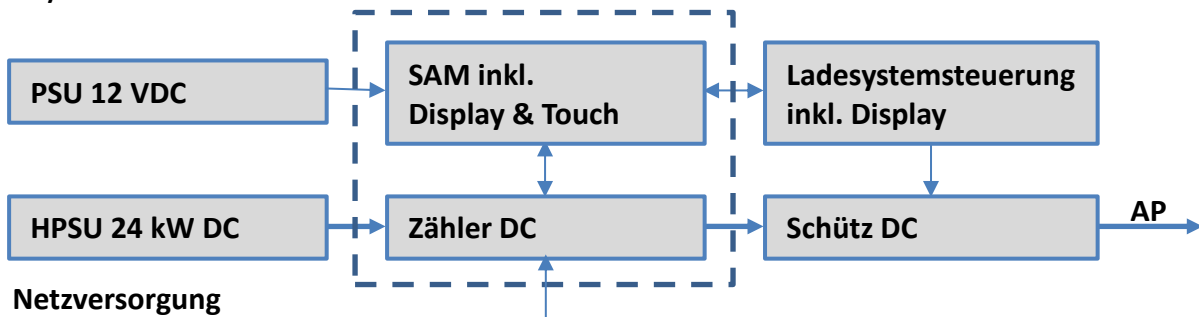 PSU 12 VDC
SAM inkl.
Display & Touch
Ladesystemsteuerung
inkl. Display
HPSU 24 kW DC
Zähler DC
Schütz DC
AP
Netzversorgung